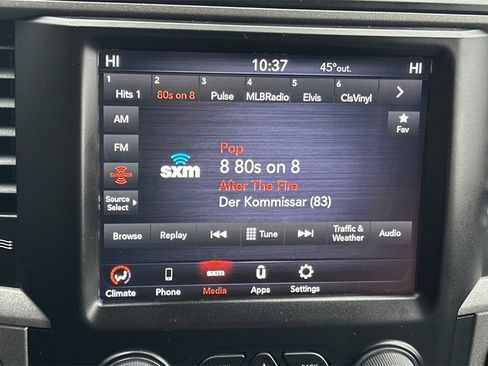 HI 10:37 45°out. HI
1 2 3 4 5 6
Hits 1 80s on 8 Pulse MLBRadio Elvis ClsVinyl
AM
FM
Fav
Pop
sxm 8 80s on 8
After The Fire
Der Kommissar (83)
Source
Select
Browse Replay Tune Traffic & Weather Audio
sxm
Climate Phone Media Apps Settings